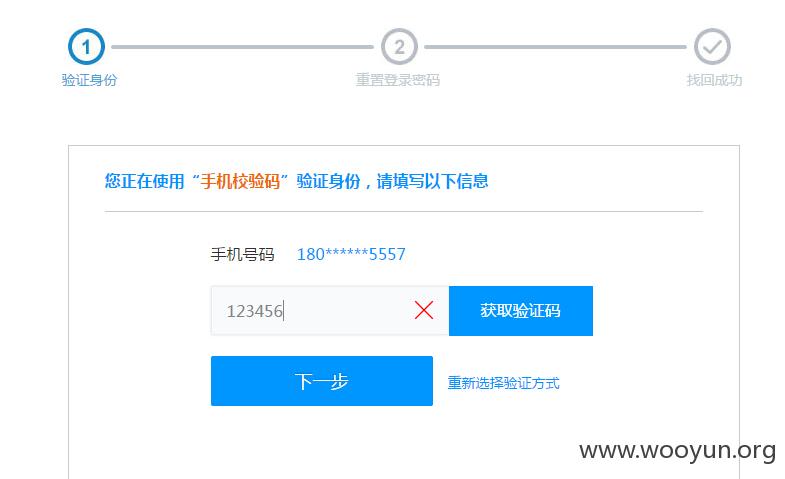 1
2
验证身份
重置登录密码
找回成功
您正在使用“手机校验码”验证身份，请填写以下信息
手机号码 180******5557
123456
获取验证码
下一步
重新选择验证方式
www.wooyun.org